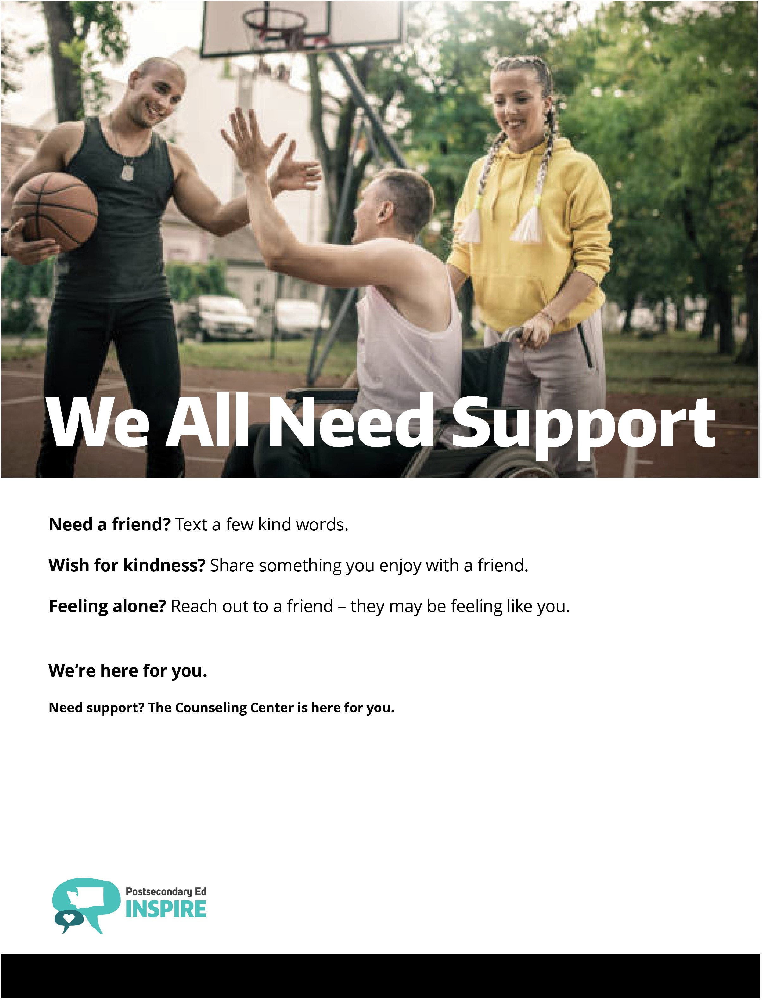 We All Need Support
Need a friend? Text a few kind words.
Wish for kindness? Share something you enjoy with a friend.
Feeling alone? Reach out to a friend – they may be feeling like you.
We’re here for you.
Need support? The Counseling Center is here for you.
Postsecondary Ed
INSPIRE